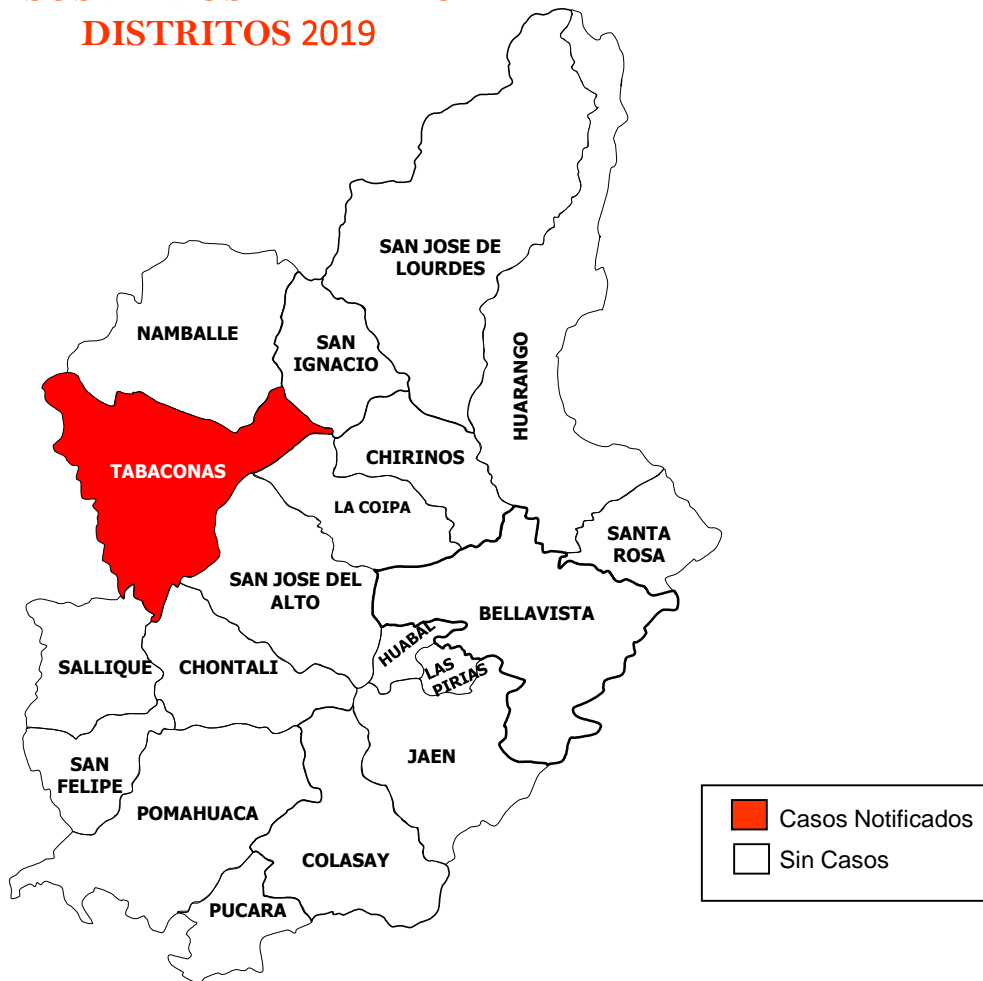 DISTRITOS 2019
SAN JOSE DE
LOURDES
NAMBALLE
SAN
IGNACIO
HUARANGO
CHIRINOS
TABACONAS
LA COIPA
SANTA
ROSA
SAN JOSE DEL
ALTO
BELLAVISTA
HUABAL
LAS
PIRIAS
SALLIQUE
CHONTALI
JAEN
SAN
FELIPE
POMAHUACA
COLASAY
PUCARA
Casos Notificados
Sin Casos